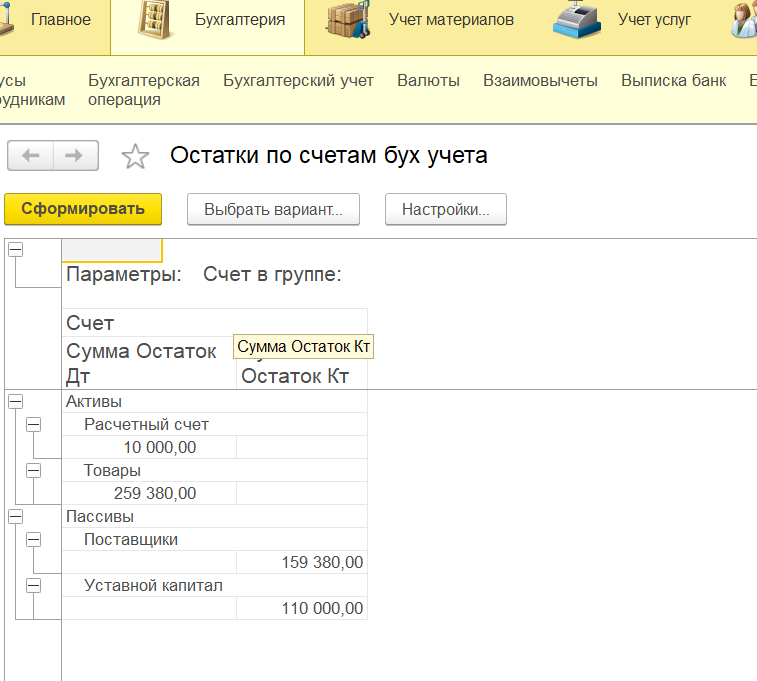 Главное
Бухгалтерия
Учет материалов
Учет услуг
Бухгалтерская операция
Бухгалтерский учет
Валюты
Взаимовычеты
Выписка банк
Остатки по счетам бух учета
Сформировать
Выбрать вариант...
Настройки...
Параметры: Счет в группе:
Счет
Сумма Остаток Дт
Сумма Остаток Кт
Остаток Кт
Активы
Расчетный счет
10 000,00
Товары
259 380,00
Пассивы
Поставщики
159 380,00
Уставной капитал
110 000,00